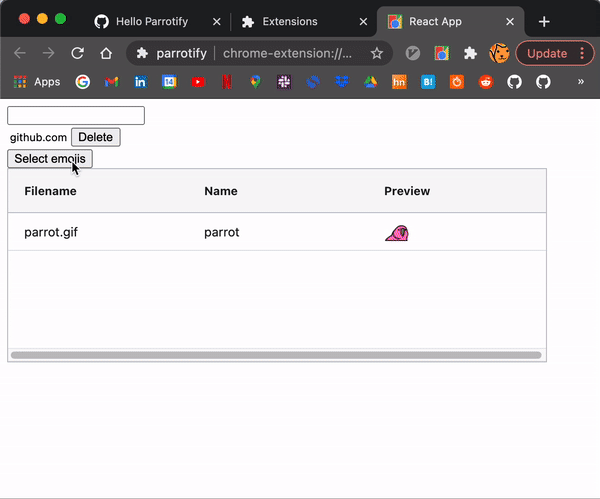 Hello Parrotify
Extensions
React App
parrotify chrome-extension://...
Update
Apps
github.com Delete
Select emojis
Filename Name Preview
parrot.gif parrot